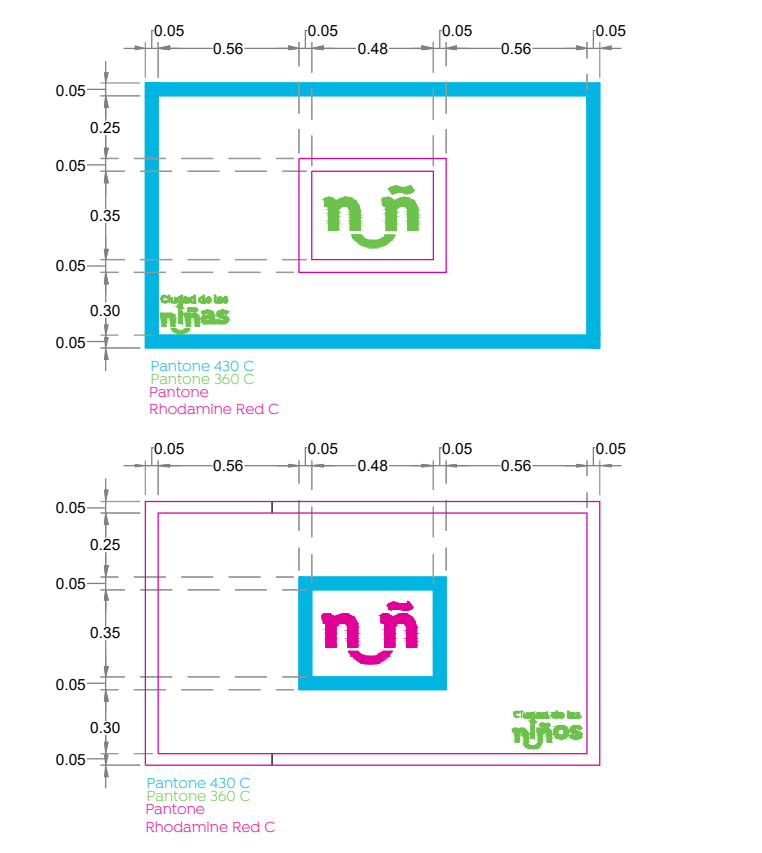 0.05 0.05 0.05 0.05
0.56 0.48 0.56
0.05
0.25
0.05
0.35
0.05
0.30
0.05
nuñ
Ciudad de las
niñas
Pantone 430 C
Pantone 360 C
Pantone
Rhodamine Red C
0.05 0.05 0.05 0.05
0.56 0.48 0.56
0.05
0.25
0.05
0.35
0.05
0.30
0.05
nuñ
Ciudad de los
niños
Pantone 430 C
Pantone 360 C
Pantone
Rhodamine Red C